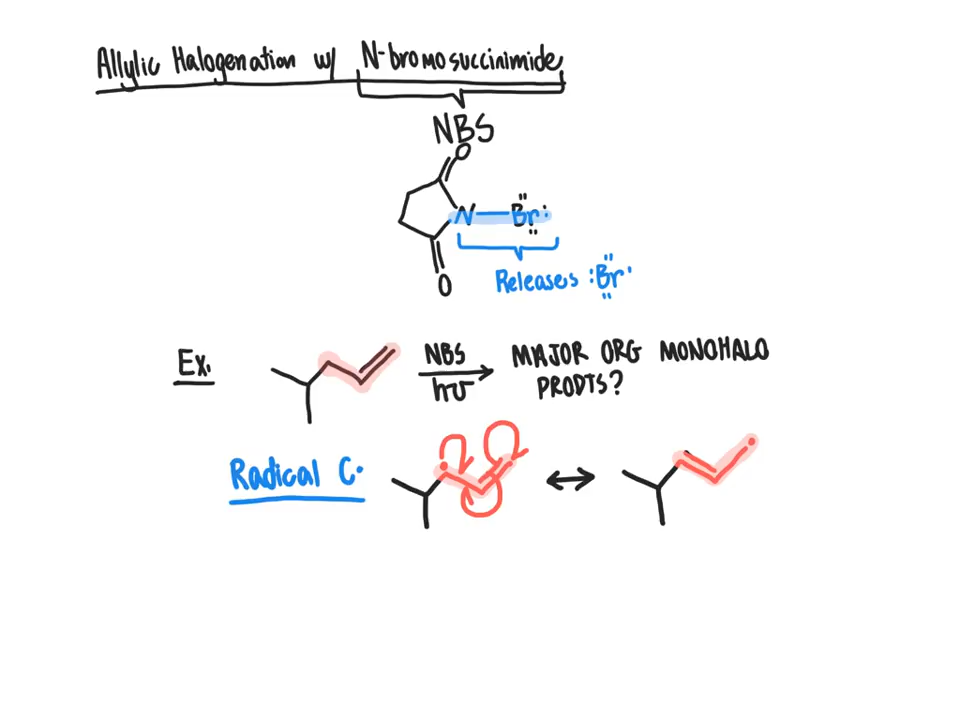 Allylic Halogenation w/ N-bromosuccinimide
NBS
O
N Br
O
Releases :Br·
Ex.
NBS
hν
MAJOR ORG MONOHALO
PRODTS?
Radical C·